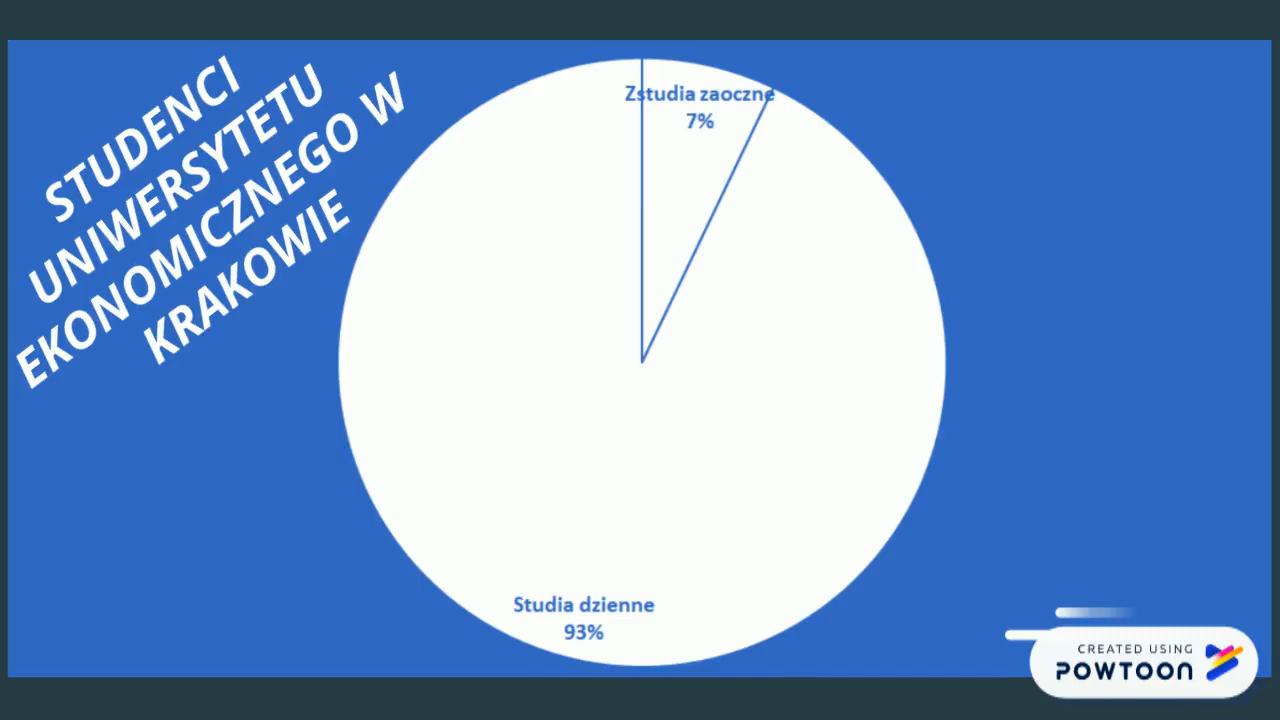 STUDENCI
UNIWERSYTETU
EKONOMICZNEGO W
KRAKOWIE
Zstudia zaoczne
7%
Studia dzienne
93%
CREATED USING
POWTOON